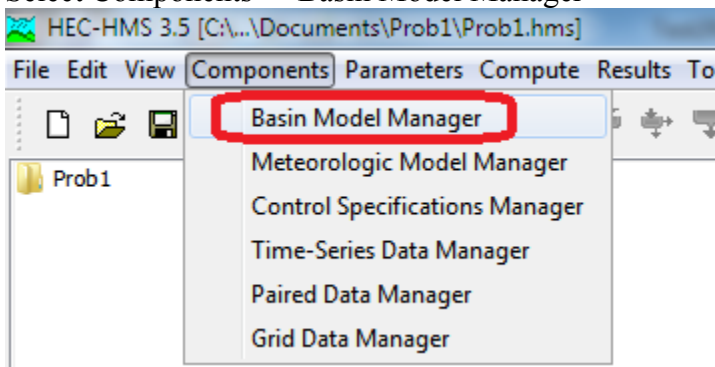 HEC-HMS 3.5 [C:\...\Documents\Prob1\Prob1.hms]
File Edit View Components Parameters Compute Results To
Basin Model Manager
Prob1
Meteorologic Model Manager
Control Specifications Manager
Time-Series Data Manager
Paired Data Manager
Grid Data Manager